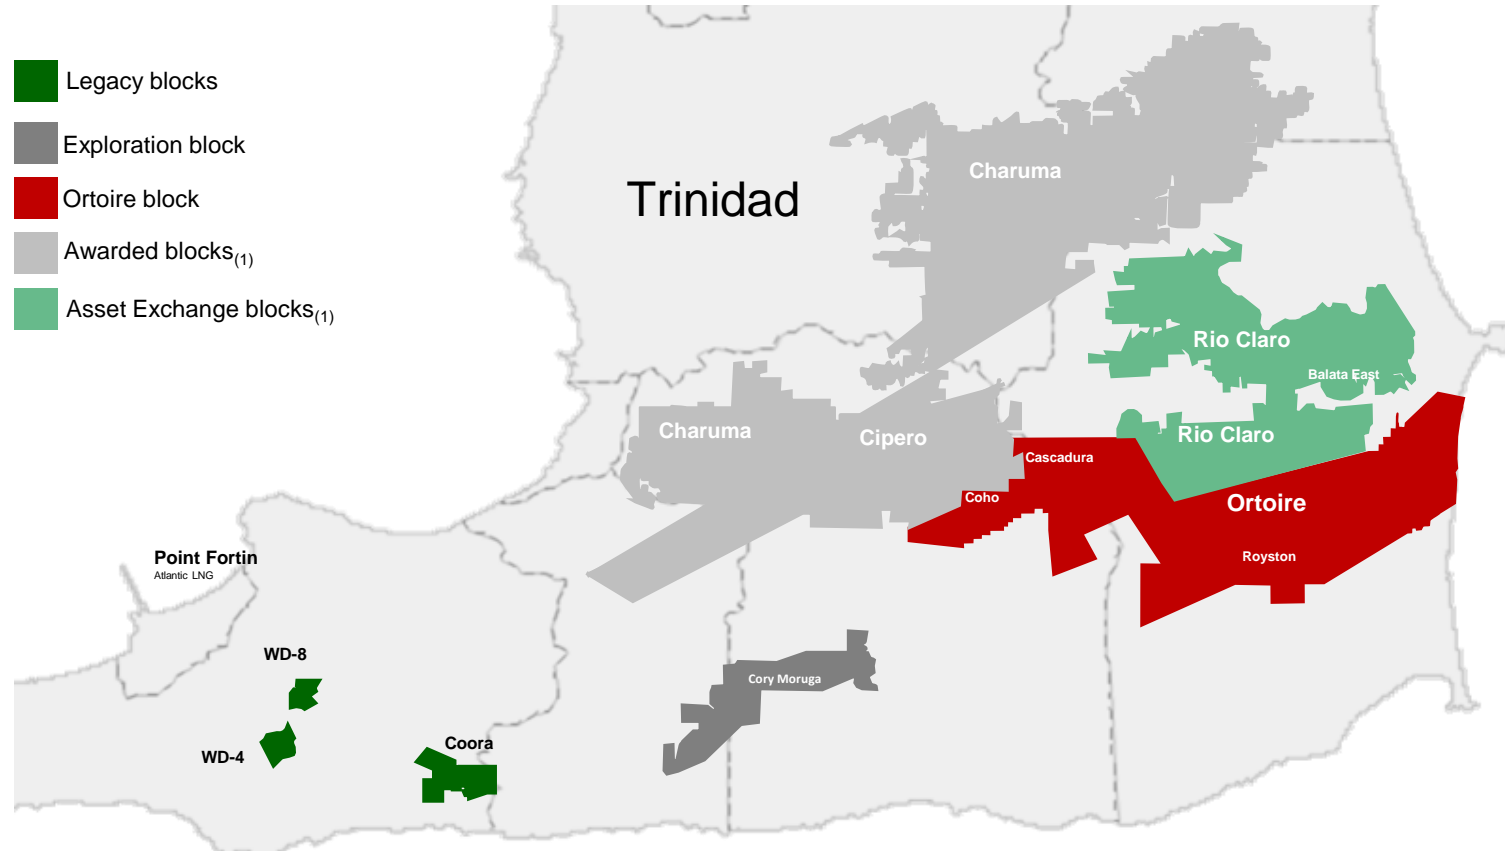 Legacy blocks
Exploration block
Ortoire block
Awarded blocks(1)
Asset Exchange blocks(1)
Trinidad
Charuma
Rio Claro
Balata East
Charuma
Cipero
Rio Claro
Cascadura
Coho
Ortoire
Royston
Point Fortin
Atlantic LNG
WD-8
Cory Moruga
Coora
WD-4